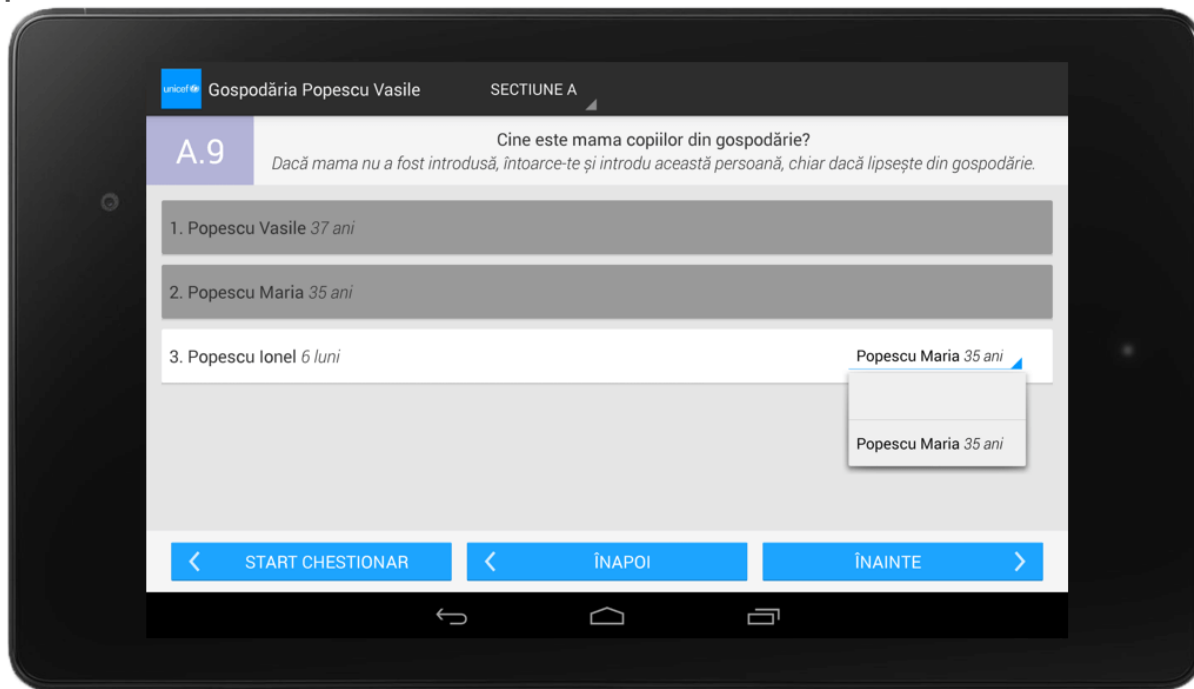 unicef
Gospodăria Popescu Vasile
SECTIUNE A
A.9
Cine este mama copiilor din gospodărie?
Dacă mama nu a fost introdusă, întoarce-te și introdu această persoană, chiar dacă lipsește din gospodărie.
1. Popescu Vasile 37 ani
2. Popescu Maria 35 ani
3. Popescu Ionel 6 luni
Popescu Maria 35 ani
Popescu Maria 35 ani
START CHESTIONAR
ÎNAPOI
ÎNAINTE